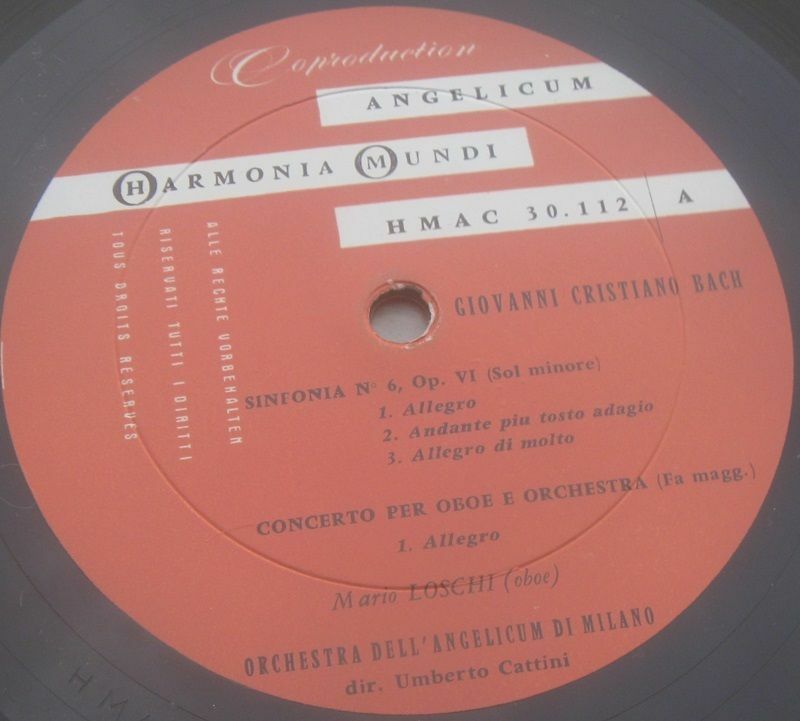 Coproduction
ANGELICUM
HARMONIA MUNDI
HMAC 30.112 A
TOUS DROITS RESERVES
RISERVATI TUTTI I DIRITTI
ALLE RECHTE VORBEHALTEN
GIOVANNI CRISTIANO BACH
SINFONIA N° 6, Op. VI (Sol minore)
1. Allegro
2. Andante piu tosto adagio
3. Allegro di molto
CONCERTO PER OBOE E ORCHESTRA (Fa magg.)
1. Allegro
Mario LOSCHI (oboe)
ORCHESTRA DELL'ANGELICUM DI MILANO
dir. Umberto Cattini